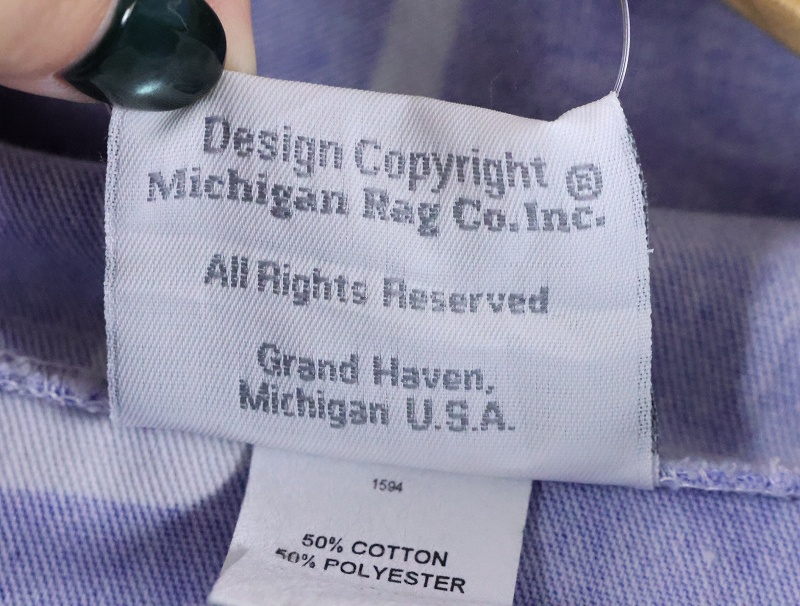 Design Copyright ®
Michigan Rag Co. Inc.
All Rights Reserved
Grand Haven,
Michigan U.S.A.
1594
50% COTTON
50% POLYESTER